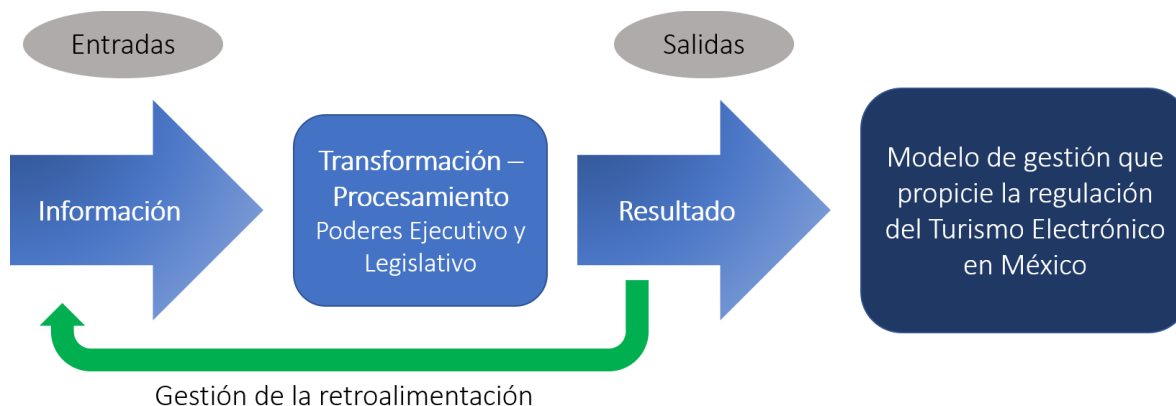 Entradas
Salidas
Información
Transformación –
Procesamiento
Poderes Ejecutivo y
Legislativo
Resultado
Modelo de gestión que
propicie la regulación
del Turismo Electrónico
en México
Gestión de la retroalimentación